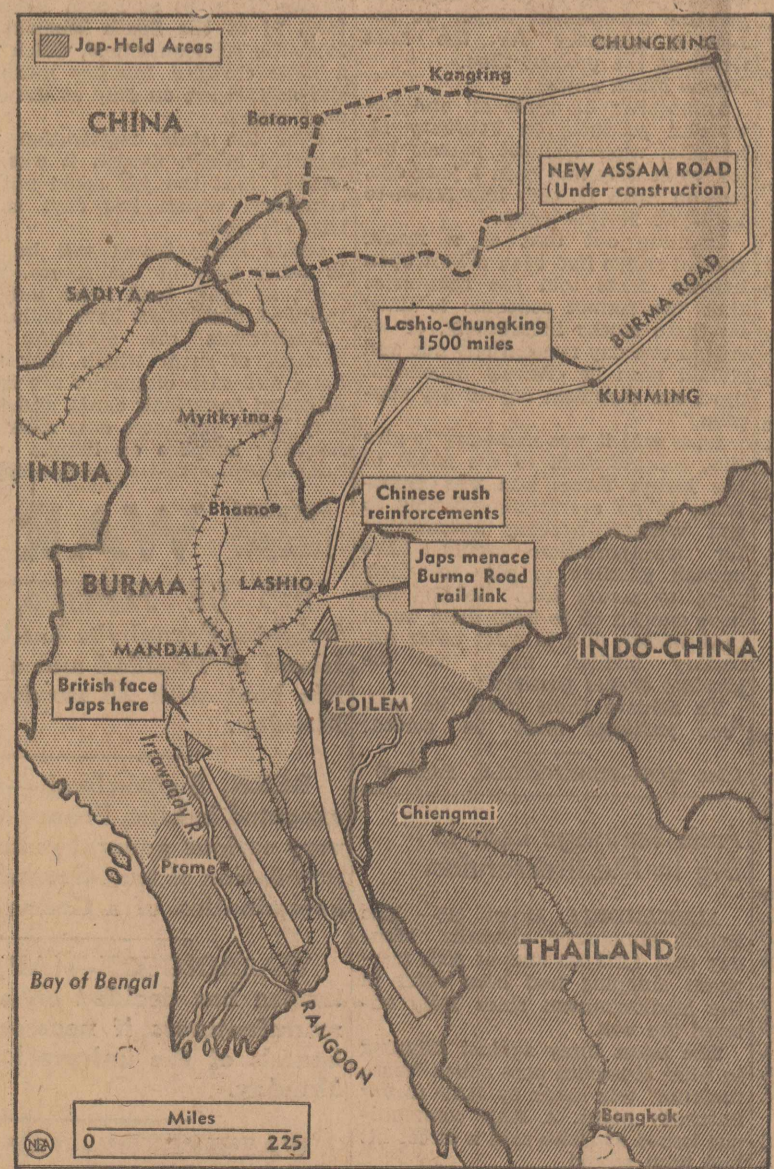 Jap-Held Areas
CHUNGKING
Kangting
CHINA
Batang
NEW ASSAM ROAD
(Under construction)
SADIYA
BURMA ROAD
Lashio-Chungking
1500 miles
KUNMING
Myitkyina
INDIA
Chinese rush
reinforcements
Bhamo
Japs menace
Burma Road
rail link
BURMA
LASHIO
INDO-CHINA
MANDALAY
British face
Japs here
LOILEM
Irrawaddy R.
Chiengmai
Prome
THAILAND
Bay of Bengal
RANGOON
Miles
0 225
Bangkok
NEA